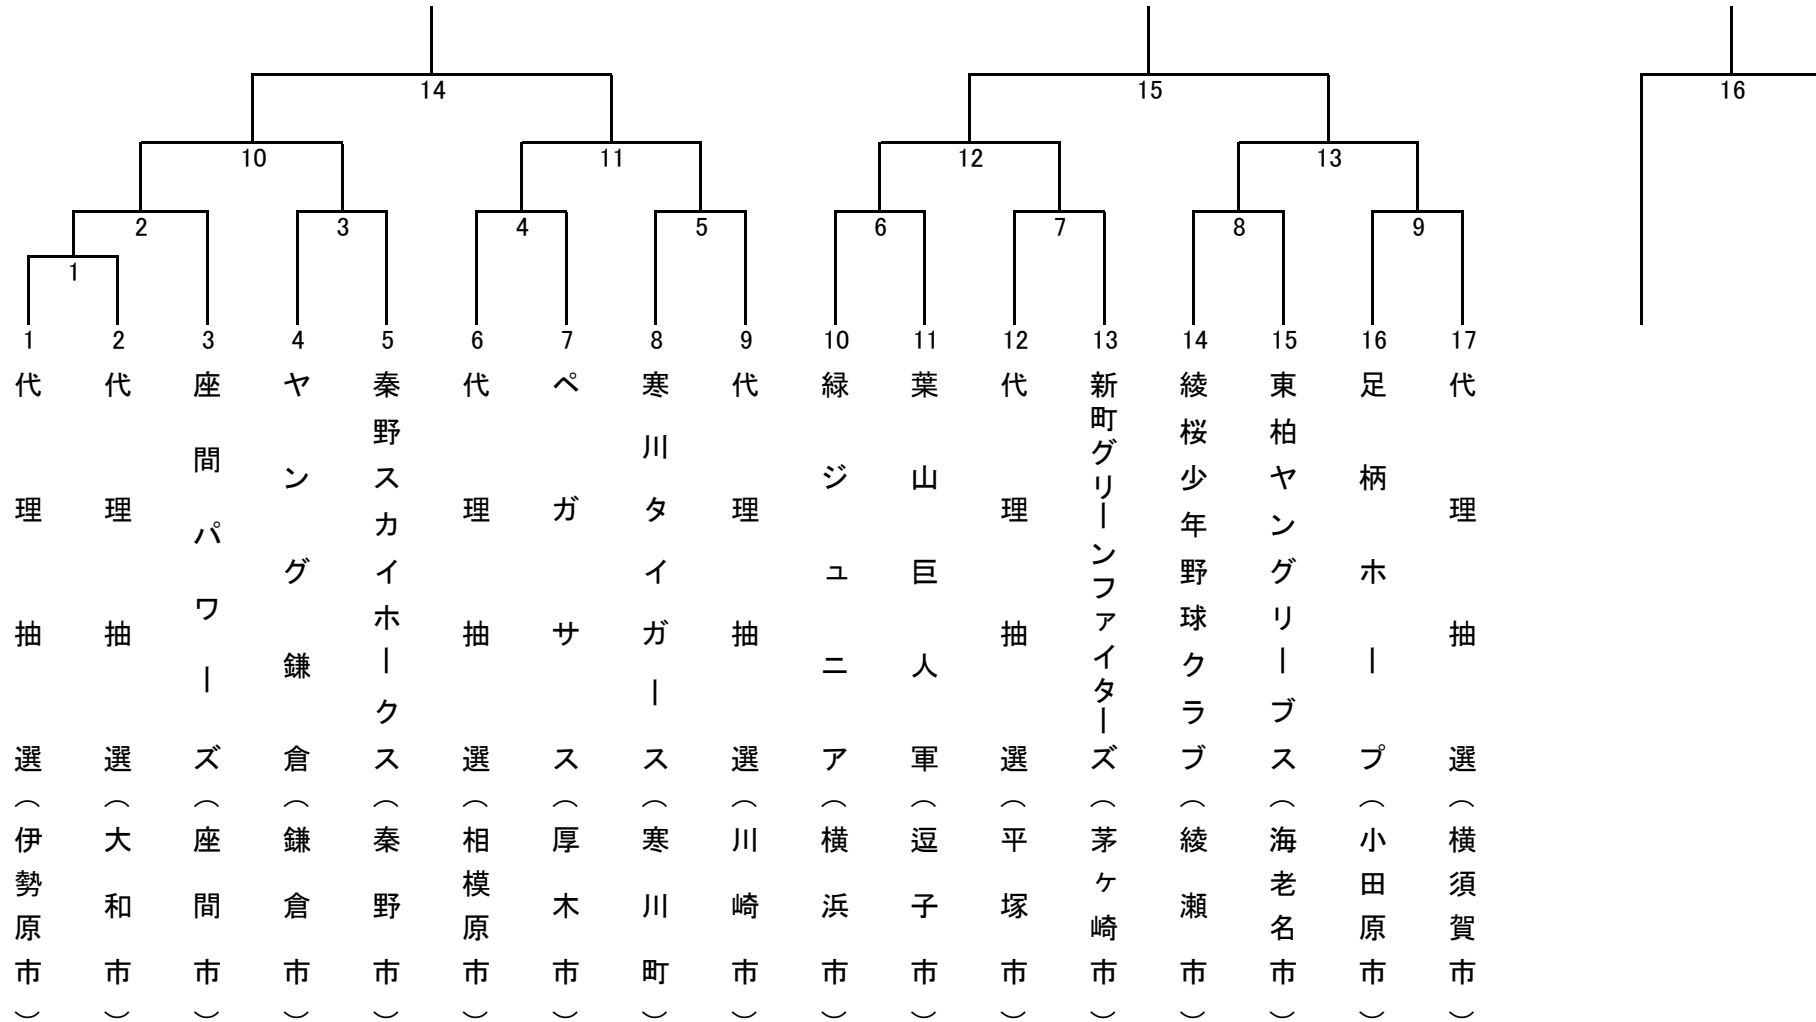 14
15
16
10
11
12
13
2
3
4
5
6
7
8
9
1
1
2
3
4
5
6
7
8
9
10
11
12
13
14
15
16
17
代理抽選（伊勢原市）
代理抽選（大和市）
座間パワーズ（座間市）
ヤング鎌倉（鎌倉市）
秦野スカイホークス（秦野市）
代理抽選（相模原市）
ペガサス（厚木市）
寒川タイガース（寒川町）
代理抽選（川崎市）
緑ジュニア（横浜市）
葉山巨人軍（逗子市）
代理抽選（平塚市）
新町グリーンファイターズ（茅ヶ崎市）
綾桜少年野球クラブ（綾瀬市）
東柏ヤングリーブス（海老名市）
足柄ホープ（小田原市）
代理抽選（横須賀市）